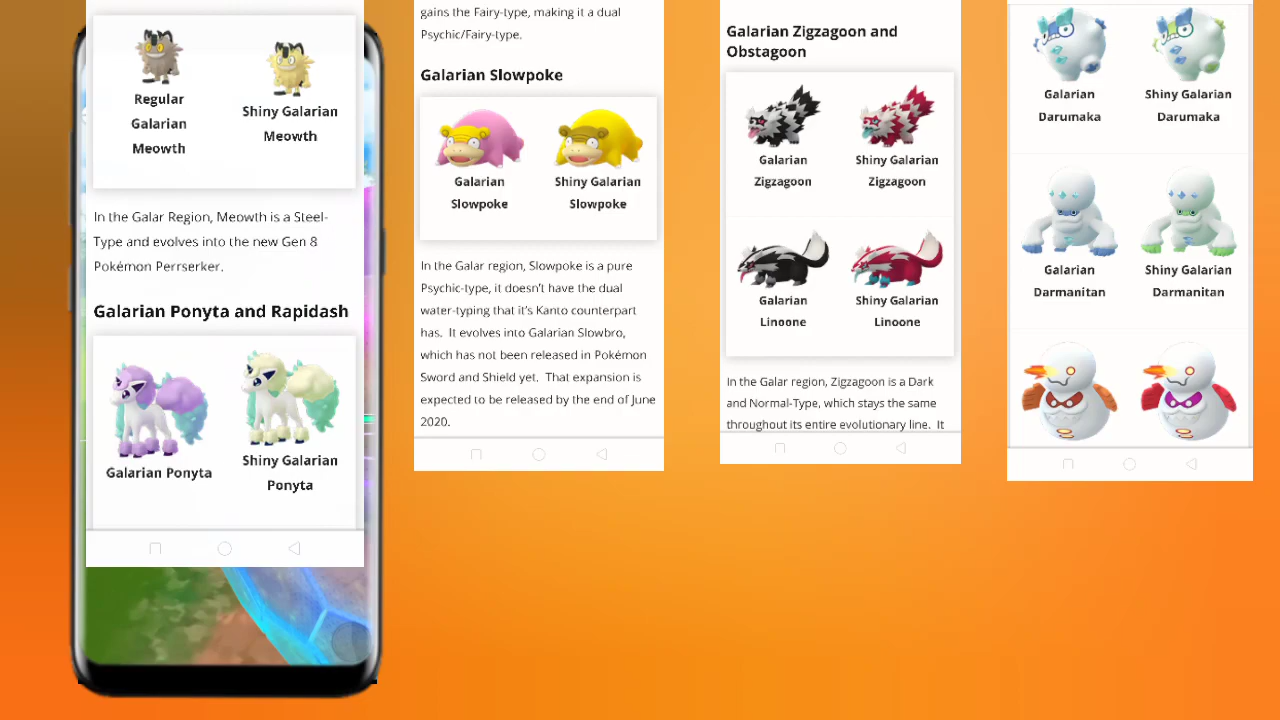 Regular
Galarian
Meowth
Shiny Galarian
Meowth
In the Galar Region, Meowth is a Steel-
Type and evolves into the new Gen 8
Pokémon Perrserker.
Galarian Ponyta and Rapidash
Galarian Ponyta
Shiny Galarian
Ponyta
gains the Fairy-type, making it a dual
Psychic/Fairy-type.
Galarian Slowpoke
Galarian
Slowpoke
Shiny Galarian
Slowpoke
In the Galar region, Slowpoke is a pure
Psychic-type, it doesn't have the dual
water-typing that it's Kanto counterpart
has. It evolves into Galarian Slowbro,
which has not been released in Pokémon
Sword and Shield yet. That expansion is
expected to be released by the end of June
2020.
Galarian Zigzagoon and
Obstagoon
Galarian
Zigzagoon
Shiny Galarian
Zigzagoon
Galarian
Linoone
Shiny Galarian
Linoone
In the Galar region, Zigzagoon is a Dark
and Normal-Type, which stays the same
throughout its entire evolutionary line. It
Galarian
Darumaka
Shiny Galarian
Darumaka
Galarian
Darmanitan
Shiny Galarian
Darmanitan